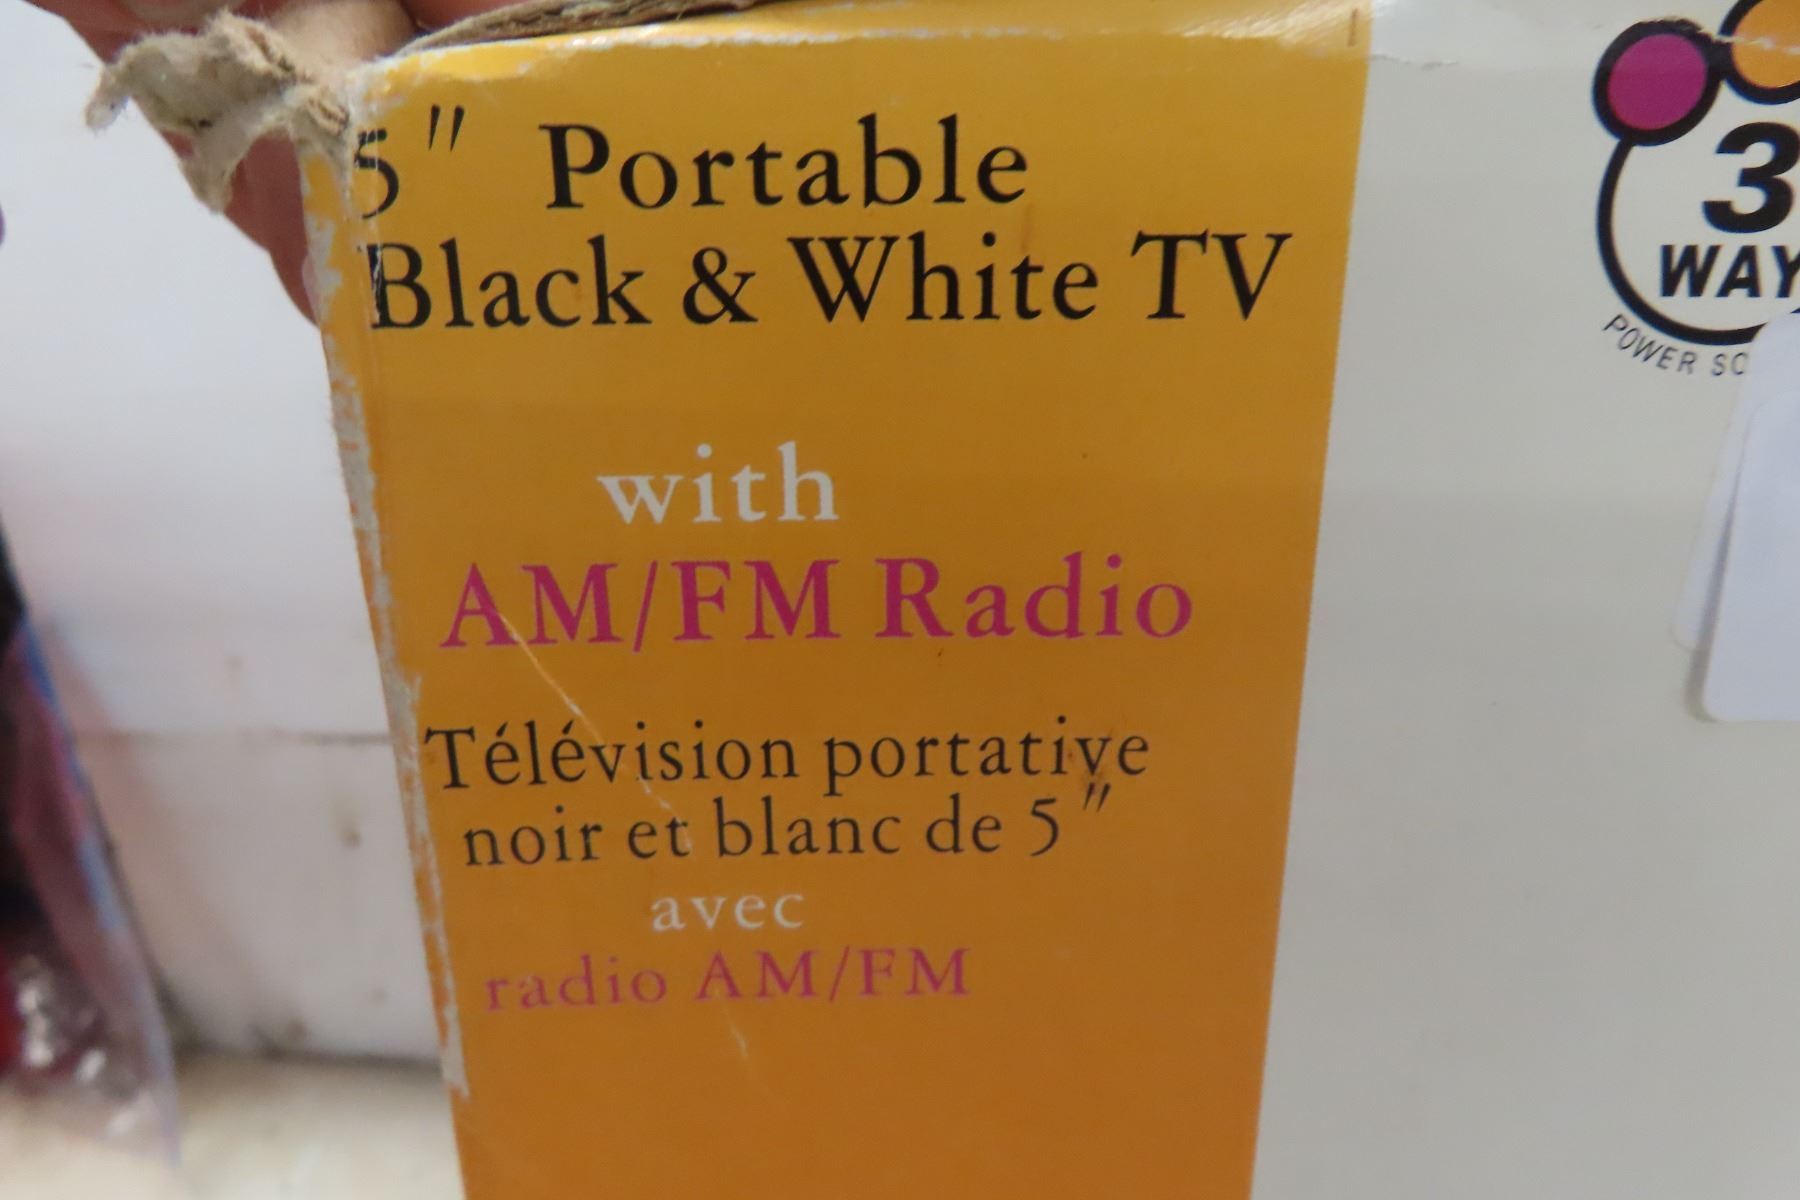 5" Portable
Black & White TV
with
AM/FM Radio
Télévision portative
noir et blanc de 5"
avec
radio AM/FM
3
WAY
POWER